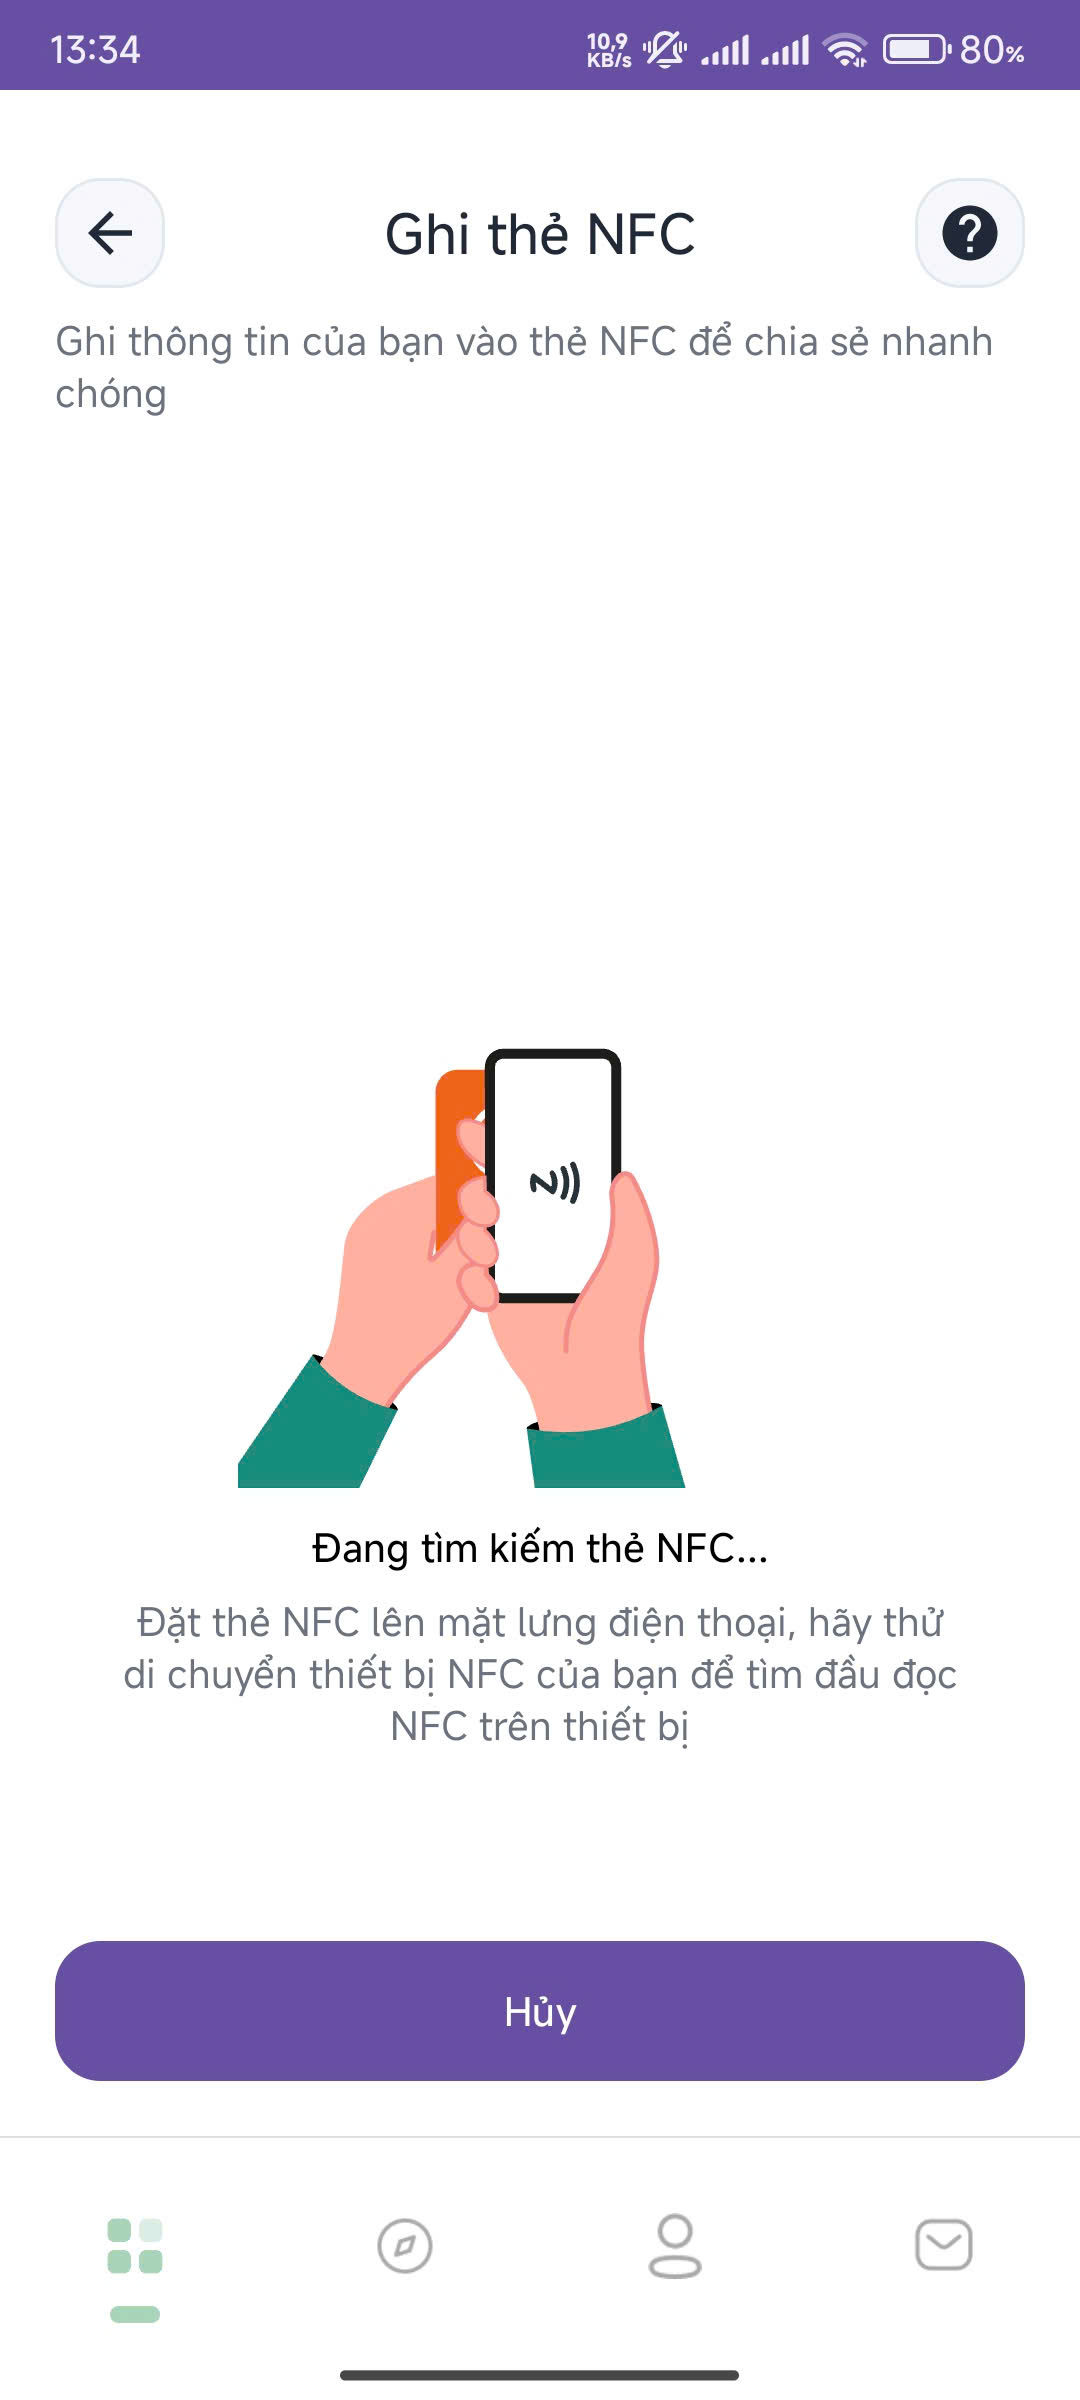 13:34
10,9
KB/s
80%
Ghi thẻ NFC
Ghi thông tin của bạn vào thẻ NFC để chia sẻ nhanh
chóng
Đang tìm kiếm thẻ NFC...
Đặt thẻ NFC lên mặt lưng điện thoại, hãy thử
di chuyển thiết bị NFC của bạn để tìm đầu đọc
NFC trên thiết bị
Hủy